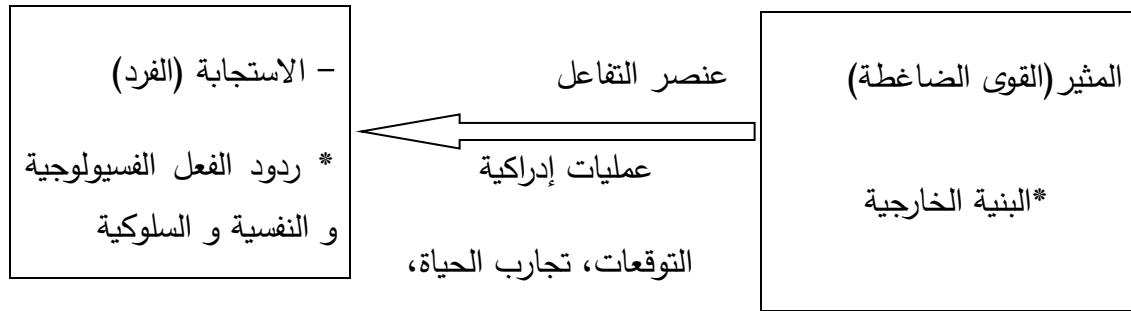 المثير (القوى الضاغطة)
*البنية الخارجية
عنصر التفاعل
عمليات إدراكية
التوقعات، تجارب الحياة،
– الاستجابة (الفرد)
* ردود الفعل الفسيولوجية
و النفسية و السلوكية